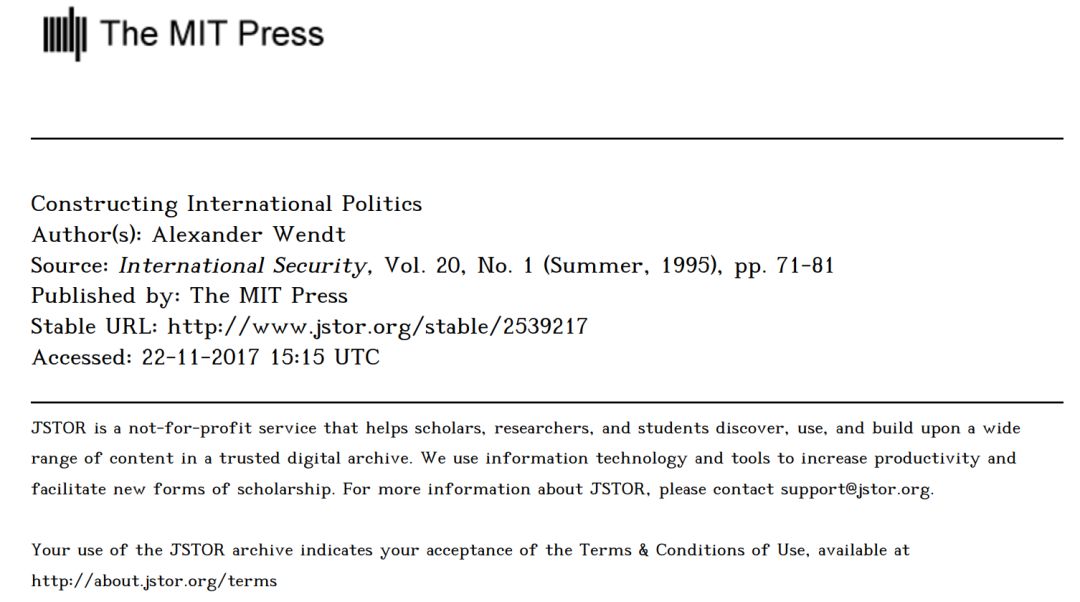 The MIT Press
Constructing International Politics
Author(s): Alexander Wendt
Source: International Security, Vol. 20, No. 1 (Summer, 1995), pp. 71-81
Published by: The MIT Press
Stable URL: http://www.jstor.org/stable/2539217
Accessed: 22-11-2017 15:15 UTC
JSTOR is a not-for-profit service that helps scholars, researchers, and students discover, use, and build upon a wide
range of content in a trusted digital archive. We use information technology and tools to increase productivity and
facilitate new forms of scholarship. For more information about JSTOR, please contact support@jstor.org.
Your use of the JSTOR archive indicates your acceptance of the Terms & Conditions of Use, available at
http://about.jstor.org/terms